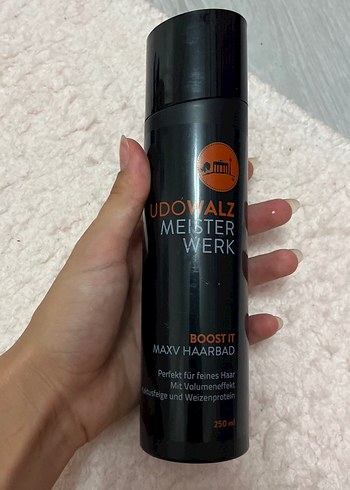 UDOWALZ
MEISTER
WERK
BOOST IT
MAXV HAARBAD
Perfekt für feines Haar
Mit Volumeneffekt
und Weizenprotein
250 ml